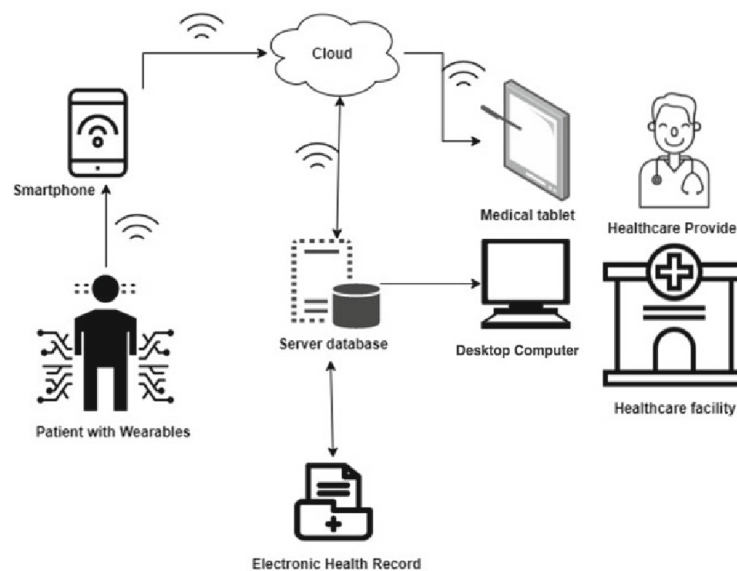 Cloud
Smartphone
Medical tablet
Healthcare Provide
Server database
Desktop Computer
Healthcare facility
Patient with Wearables
Electronic Health Record